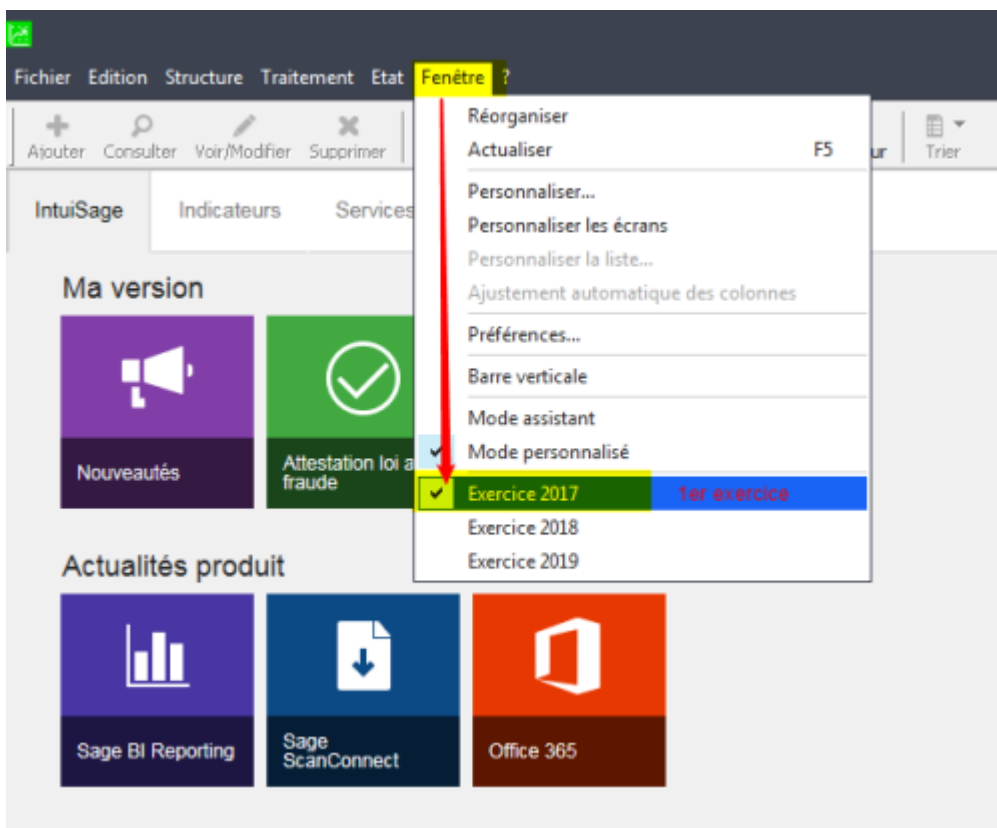 Fichier Edition Structure Traitement Etat Fenêtre ?
Ajouter Consulter Voir/Modifier Supprimer ur Trier
IntuiSage Indicateurs Services
Réorganiser
Actualiser F5
Personnaliser...
Personnaliser les écrans
Personnaliser la liste...
Ajustement automatique des colonnes
Préférences...
Barre verticale
Mode assistant
Mode personnalisé
Exercice 2017 1er exercice
Exercice 2018
Exercice 2019
Ma version
Nouveautés
Attestation loi a
fraude
Actualités produit
Sage BI Reporting
Sage
ScanConnect
Office 365